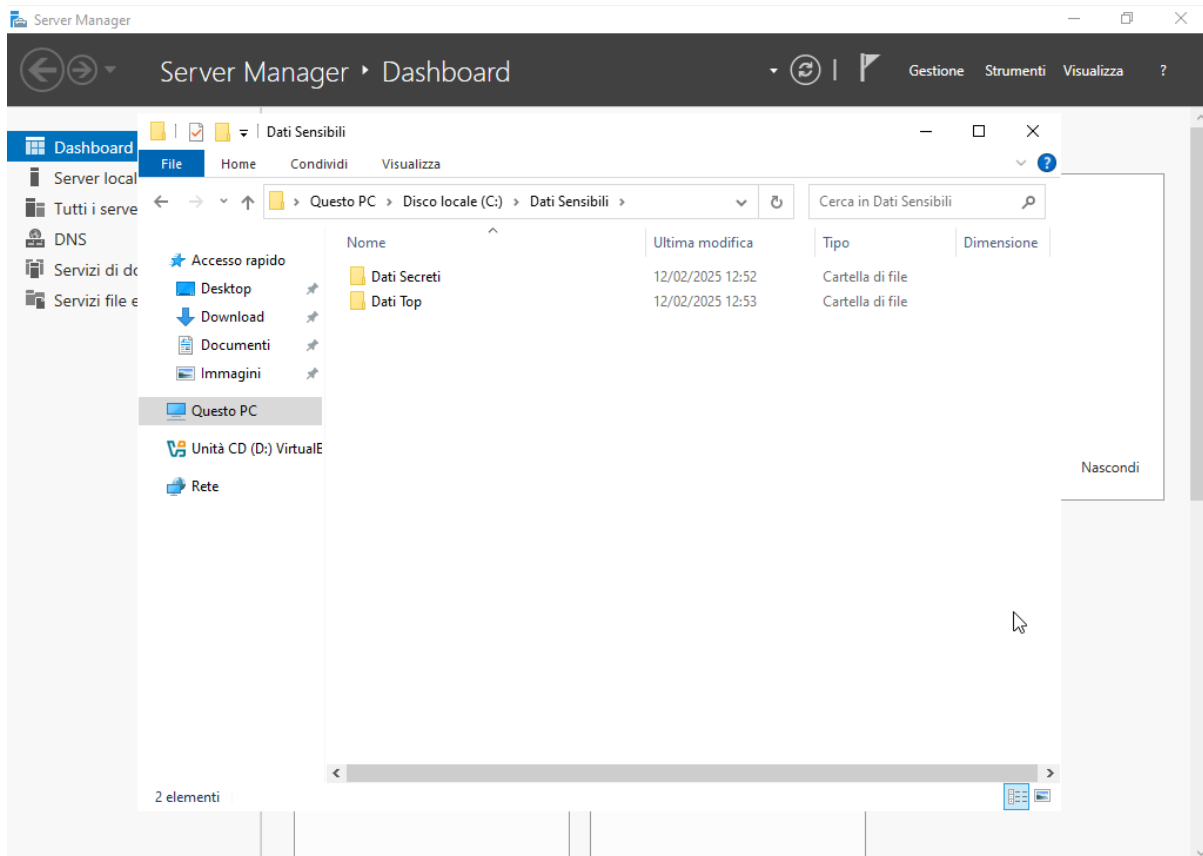 Server Manager
Server Manager • Dashboard
Gestione Strumenti Visualizza ?
Dashboard
Server local
Tutti i serve
DNS
Servizi di do
Servizi file e
Dati Sensibili
File Home Condividi Visualizza
Questo PC > Disco locale (C:) > Dati Sensibili >
Cerca in Dati Sensibili
Accesso rapido
Desktop
Download
Documenti
Immagini
Questo PC
Unità CD (D:) VirtualB
Rete
Nome Ultima modifica Tipo Dimensione
Dati Secreti 12/02/2025 12:52 Cartella di file
Dati Top 12/02/2025 12:53 Cartella di file
2 elementi
Nascondi